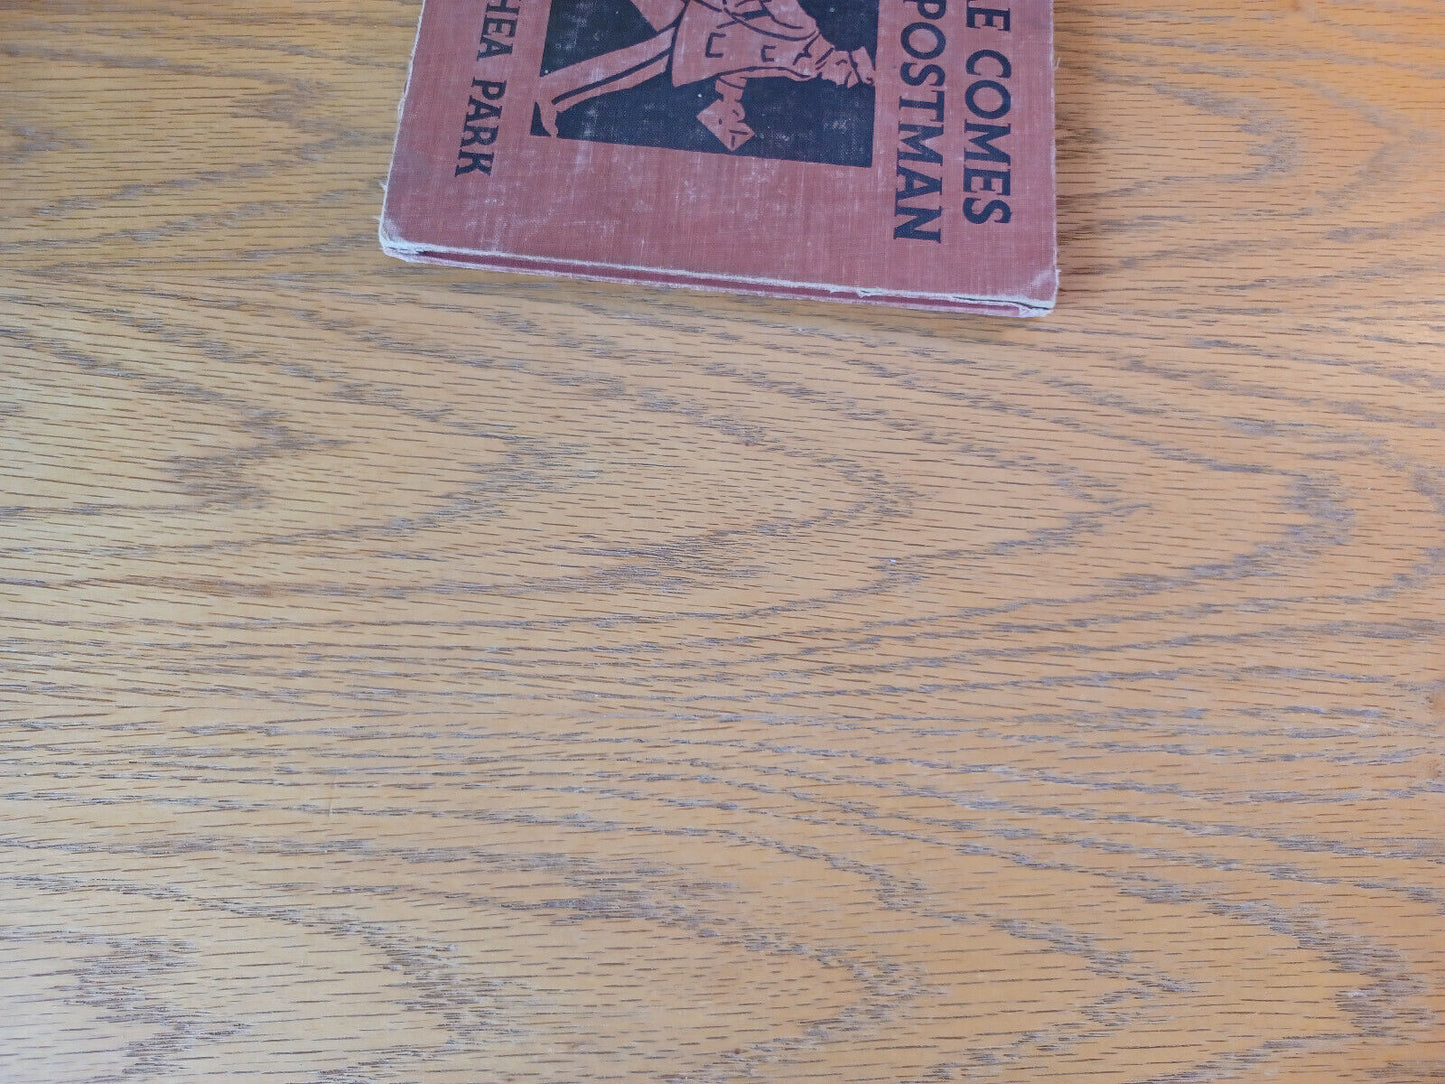 E COMES
POSTMAN
HEA PARK